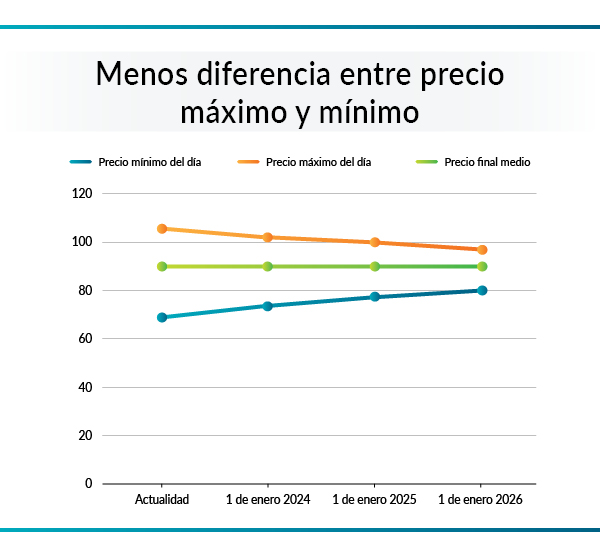 Menos diferencia entre precio
máximo y mínimo
Precio mínimo del día Precio máximo del día Precio final medio
120
100
80
60
40
20
0
Actualidad 1 de enero 2024 1 de enero 2025 1 de enero 2026